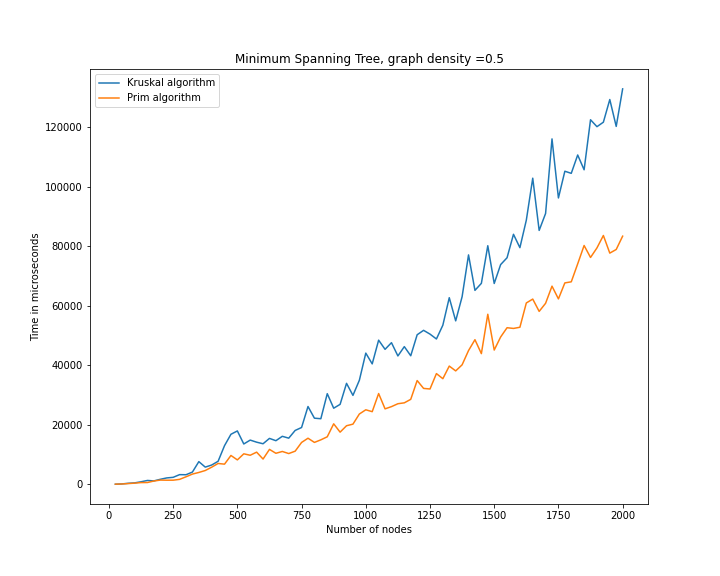 Minimum Spanning Tree, graph density =0.5
Kruskal algorithm
Prim algorithm
120000
100000
80000
60000
40000
20000
0
Time in microseconds
0 250 500 750 1000 1250 1500 1750 2000
Number of nodes